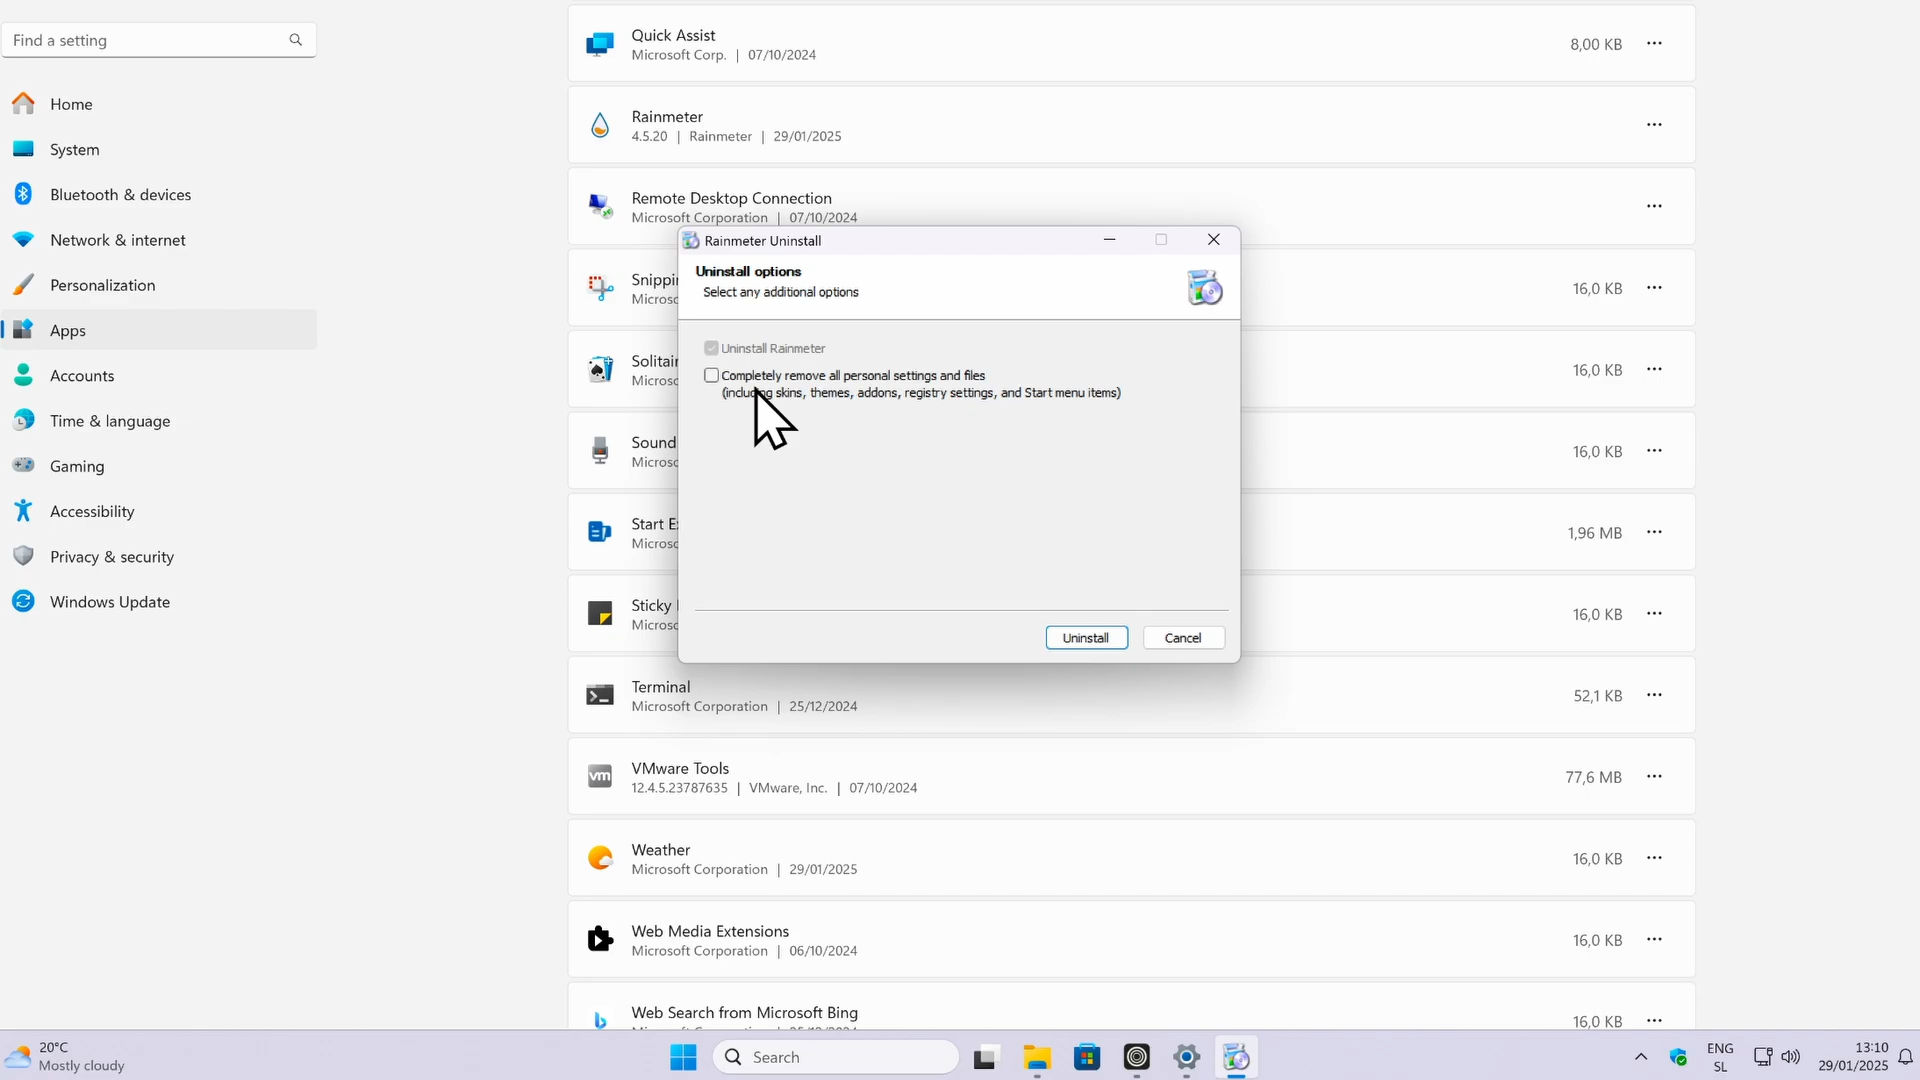 Find a setting
Home
System
Bluetooth & devices
Network & internet
Personalization
Apps
Accounts
Time & language
Gaming
Accessibility
Privacy & security
Windows Update
Quick Assist
Microsoft Corp. | 07/10/2024
8,00 KB
Rainmeter
4.5.20 | Rainmeter | 29/01/2025
Remote Desktop Connection
Microsoft Corporation | 07/10/2024
Snippi
Microso
16,0 KB
Solitair
Microso
16,0 KB
Sound
Microso
16,0 KB
Start E
Microso
1,96 MB
Sticky
Microso
16,0 KB
Rainmeter Uninstall
Uninstall options
Select any additional options
Uninstall Rainmeter
Completely remove all personal settings and files
(including skins, themes, addons, registry settings, and Start menu items)
Uninstall
Cancel
Terminal
Microsoft Corporation | 25/12/2024
52,1 KB
VMware Tools
12.4.5.23787635 | VMware, Inc. | 07/10/2024
77,6 MB
vm
Weather
Microsoft Corporation | 29/01/2025
16,0 KB
Web Media Extensions
Microsoft Corporation | 06/10/2024
16,0 KB
Web Search from Microsoft Bing
16,0 KB
20°C
Mostly cloudy
Search
ENG
SL
13:10
29/01/2025